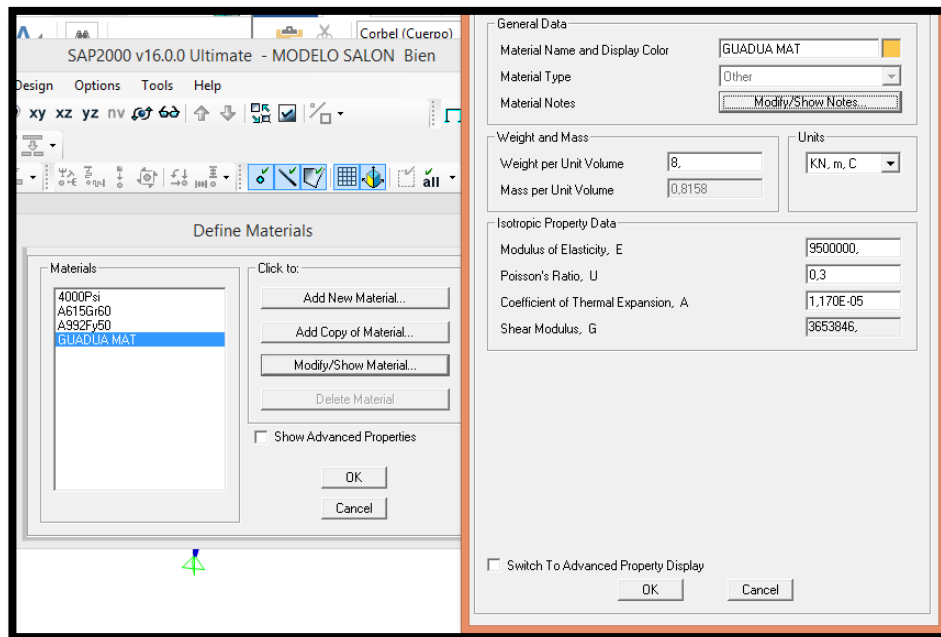 Corbel (Cuerpo)
SAP2000 v16.0.0 Ultimate - MODELO SALON Bien
Design Options Tools Help
xy xz yz nv
all
Define Materials
Materials
4000Psi
A615Gr60
A992Fy50
GUADUA MAT
Click to:
Add New Material...
Add Copy of Material...
Modify/Show Material...
Delete Material
Show Advanced Properties
OK
Cancel
General Data
Material Name and Display Color GUADUA MAT
Material Type Other
Material Notes Modify/Show Notes...
Weight and Mass
Weight per Unit Volume 8,
Mass per Unit Volume 0,8158
Units
KN, m, C
Isotropic Property Data
Modulus of Elasticity, E 9500000,
Poisson's Ratio, U 0,3
Coefficient of Thermal Expansion, A 1,170E-05
Shear Modulus, G 3653846,
Switch To Advanced Property Display
OK Cancel